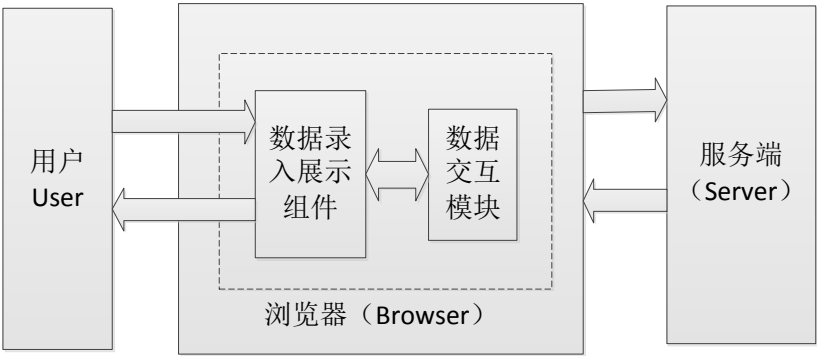 用户
User
数据录
入展示
组件
数据
交互
模块
浏览器（Browser）
服务端
（Server）